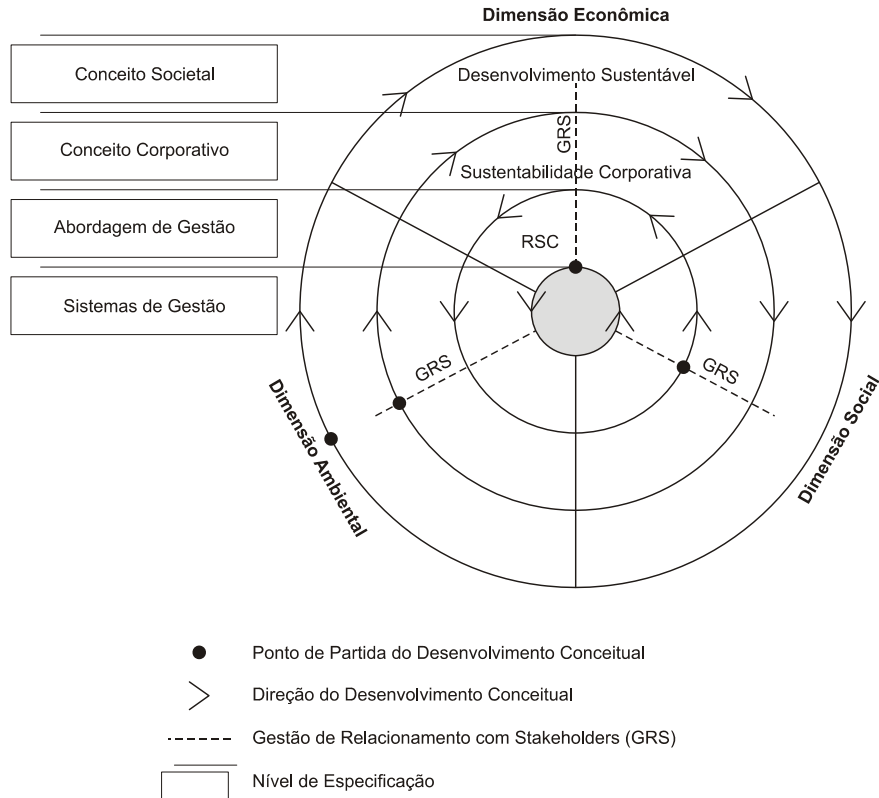 Dimensão Econômica
Conceito Societal
Desenvolvimento Sustentável
GRS
Conceito Corporativo
Sustentabilidade Corporativa
Abordagem de Gestão
RSC
Sistemas de Gestão
GRS
GRS
Dimensão Ambiental
Dimensão Social
Ponto de Partida do Desenvolvimento Conceitual
Direção do Desenvolvimento Conceitual
Gestão de Relacionamento com Stakeholders (GRS)
Nível de Especificação